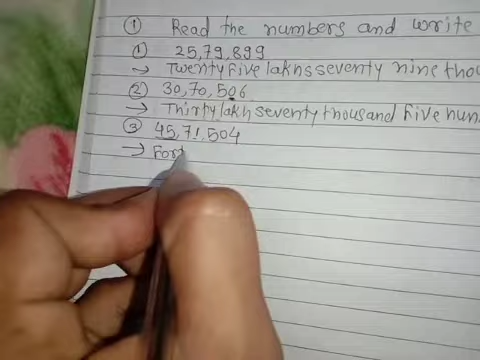 ① Read the numbers and write
① 25,79,899
→ Twenty five lakhs seventy nine thou
② 30,70,506
→ Thirty lakh seventy thousand five hun
③ 45,71,504
→ Fort